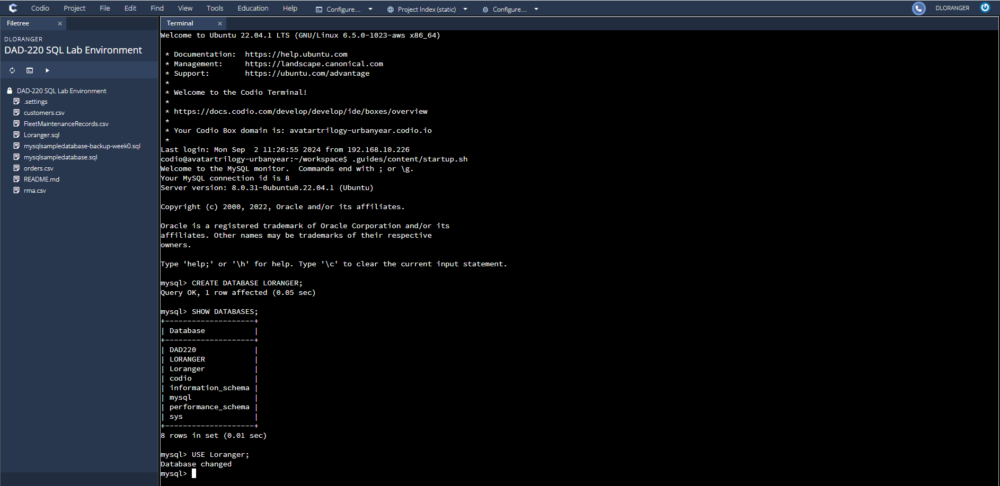 Codio Project File Edit Find View Tools Education Help Configure.... Project Index (static) Configure.... DLORANGER
Filetree
DLORANGER
DAD-220 SQL Lab Environment
DAD-220 SQL Lab Environment
.settings
customers.csv
FleetMaintenanceRecords.csv
Loranger.sql
mysqlsampledatabase-backup-week0.sql
mysqlsampledatabase.sql
orders.csv
README.md
rma.csv
Terminal
Welcome to Ubuntu 22.04.1 LTS (GNU/Linux 6.5.0-1023-aws x86_64)
* Documentation:  https://help.ubuntu.com
* Management:     https://landscape.canonical.com
* Support:        https://ubuntu.com/advantage
*
* Welcome to the Codio Terminal!
*
* https://docs.codio.com/develop/develop/ide/boxes/overview
*
* Your Codio Box domain is: avatartrilogy-urbanyear.codio.io
*
Last login: Mon Sep  2 11:26:55 2024 from 192.168.10.226
codio@avatartrilogy-urbanyear:~/workspace$ .guides/content/startup.sh
Welcome to the MySQL monitor.  Commands end with ; or \g.
Your MySQL connection id is 8
Server version: 8.0.31-0ubuntu0.22.04.1 (Ubuntu)
Copyright (c) 2000, 2022, Oracle and/or its affiliates.
Oracle is a registered trademark of Oracle Corporation and/or its
affiliates. Other names may be trademarks of their respective
owners.
Type 'help;' or '\h' for help. Type '\c' to clear the current input statement.
mysql> CREATE DATABASE LORANGER;
Query OK, 1 row affected (0.05 sec)
mysql> SHOW DATABASES;
+--------------------+
| Database           |
+--------------------+
| DAD220             |
| LORANGER           |
| Loranger           |
| codio              |
| information_schema |
| mysql              |
| performance_schema |
| sys                |
+--------------------+
8 rows in set (0.01 sec)
mysql> USE Loranger;
Database changed
mysql>